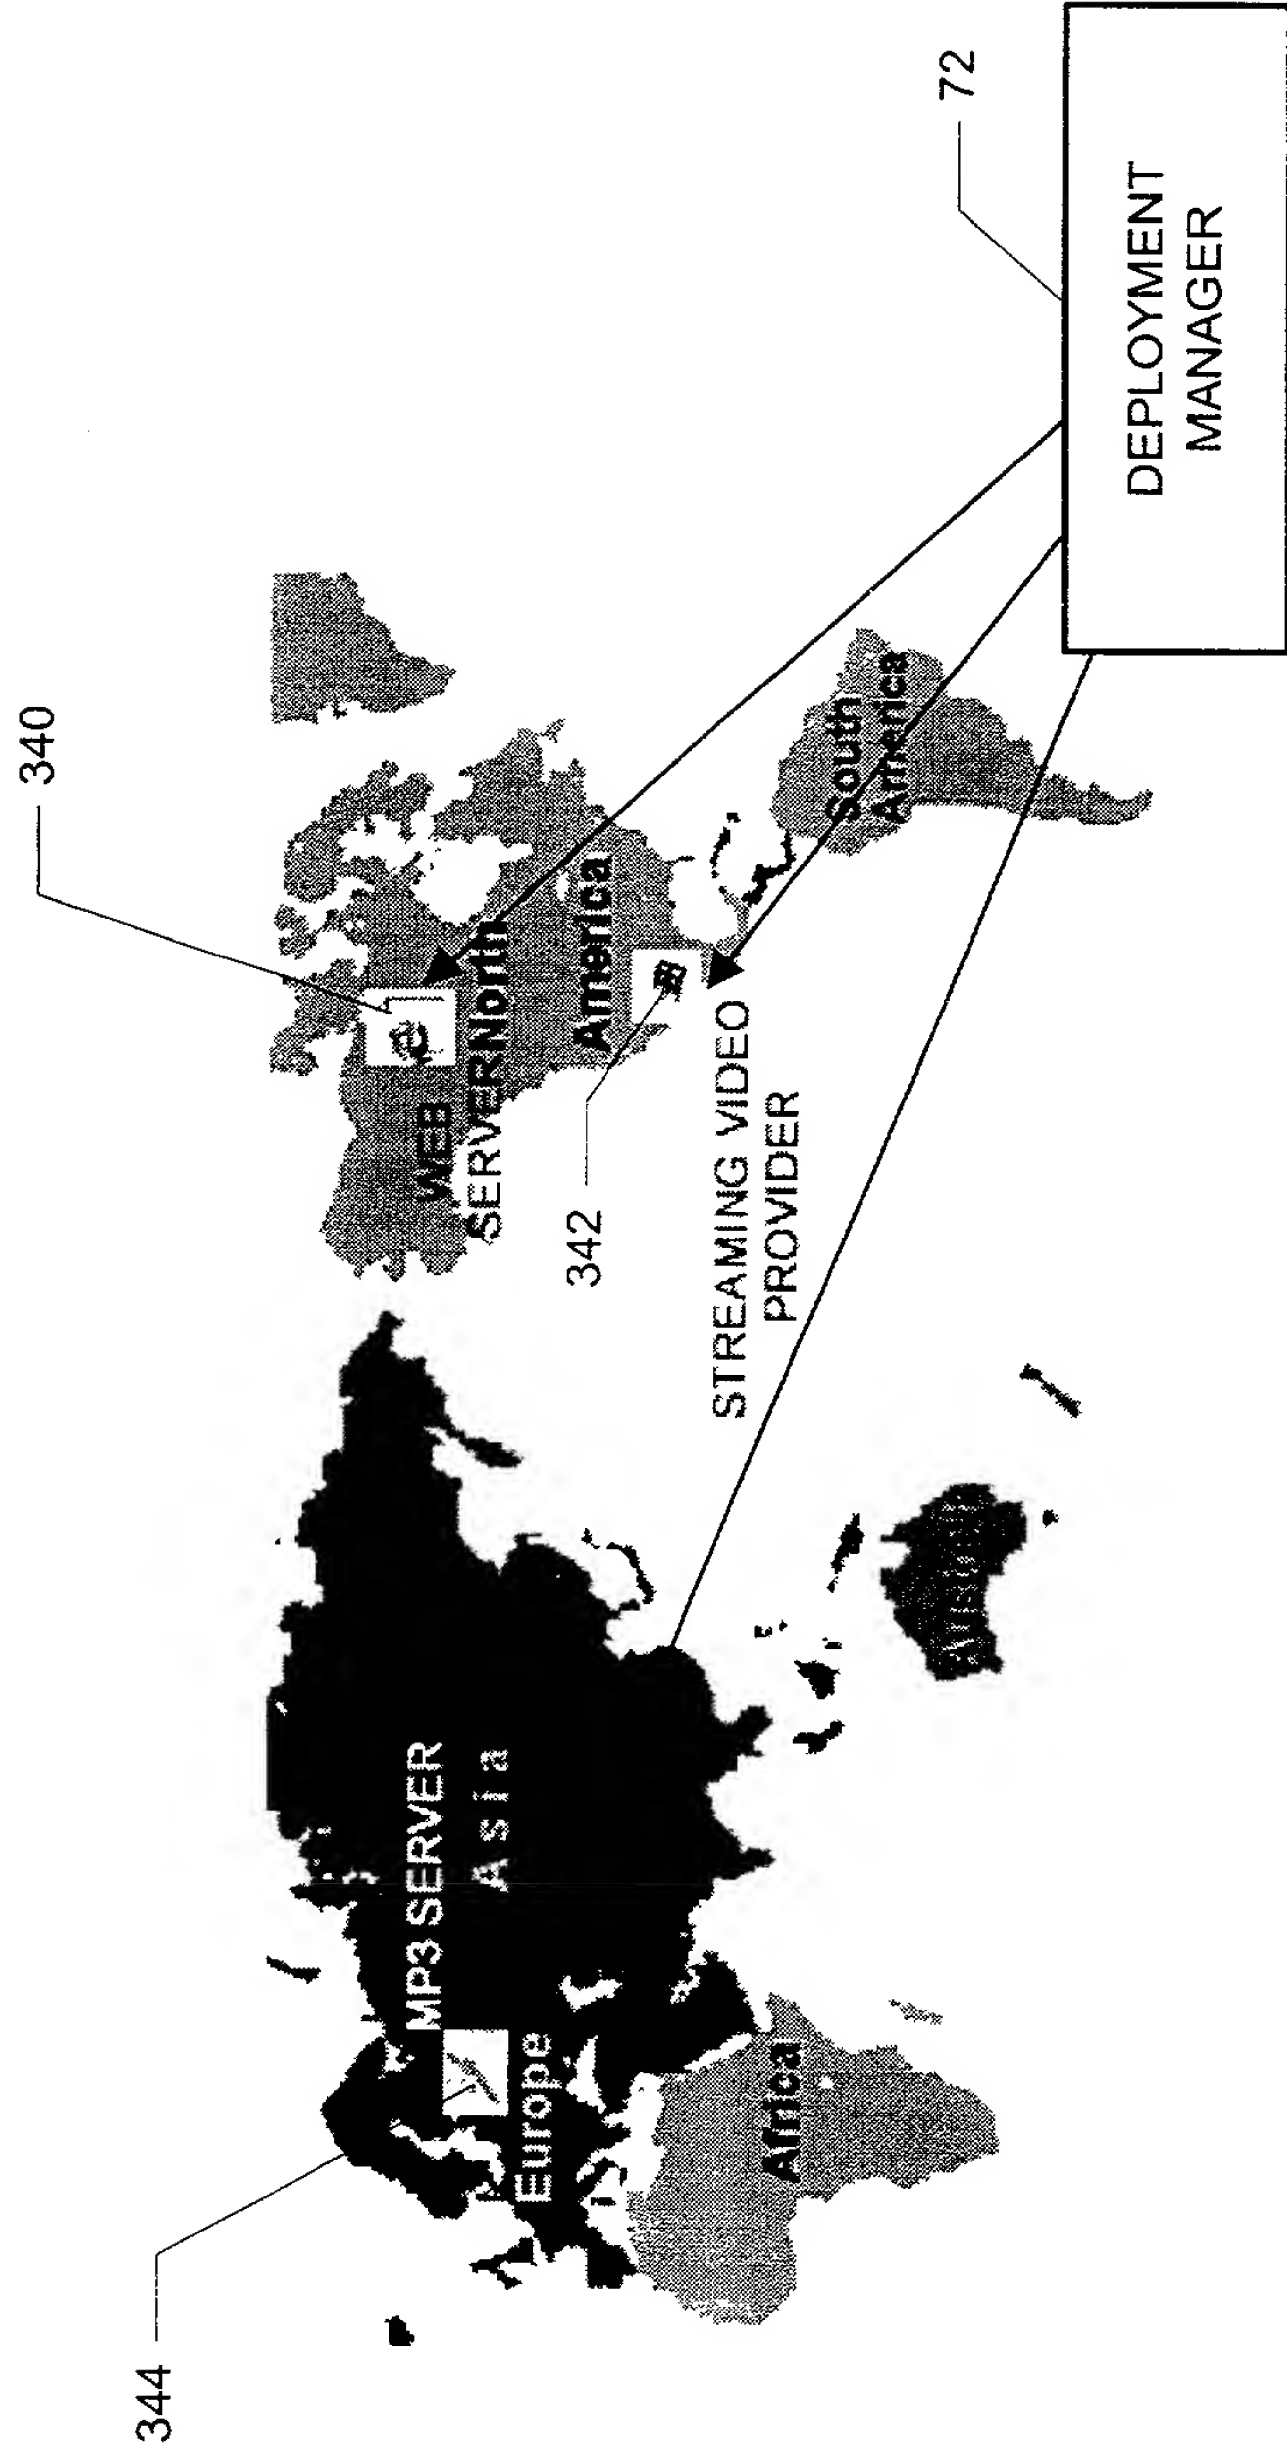 344
340
72
MP3 SERVER
Asia
Europe
Africa
WEB
SERVER
North
America
342
STREAMING VIDEO
PROVIDER
South
America
DEPLOYMENT
MANAGER
e